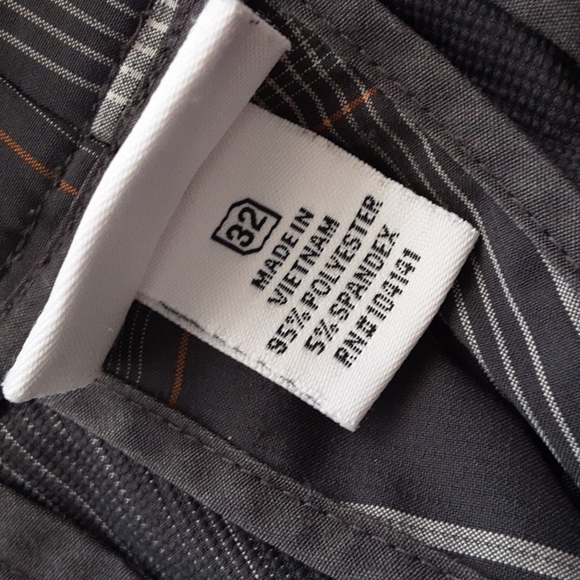 32
MADE IN
VIETNAM
95% POLYESTER
5% SPANDEX
RN#104141